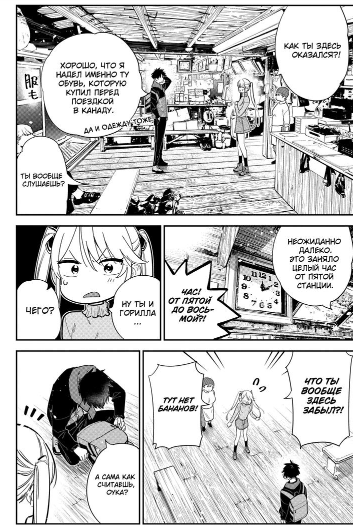 КАК ТЫ ЗДЕСЬ
ОКАЗАЛСЯ?!
ХОРОШО, ЧТО Я
НАДЕЛ ИМЕННО ТУ
ОБУВЬ, КОТОРУЮ
КУПИЛ ПЕРЕД
ПОЕЗДКОЙ
В КАНАДУ.
ДА И ОДЕЖДУ ТОЖЕ
ТЫ ВООБЩЕ
СЛУШАЕШЬ?
НЕОЖИДАННО
ДАЛЕКО.
ЭТО ЗАНЯЛО
ЦЕЛЫЙ ЧАС
ОТ ПЯТОЙ
СТАНЦИИ.
ЧАС!
ОТ ПЯТОЙ
ДО ВОСЬ-
МОЙ?!
НУ ТЫ И
ГОРИЛЛА
...
ЧЕГО?
ЧТО ТЫ
ВООБЩЕ
ЗДЕСЬ
ЗАБЫЛ?!
ТУТ НЕТ
БАНАНОВ!
А САМА КАК
СЧИТАЕШЬ,
ОУКА?